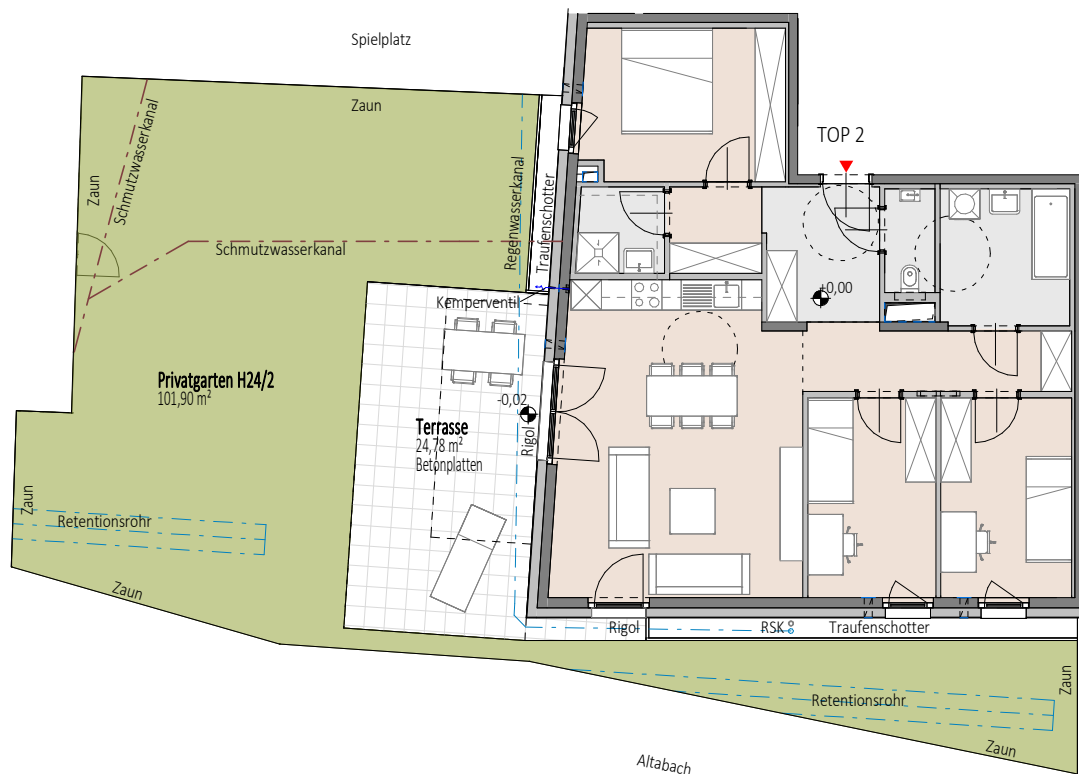 Spielplatz
Zaun
Schmutzwasserkanal
Zaun
TOP 2
Regenwasserkanal
Traufenschotter
Schmutzwasserkanal
Kemperventil
+0,00
Privatgarten H24/2
101,90 m²
-0,02
Terrasse
24,78 m²
Betonplatten
Rigol
Zaun
Retentionsrohr
Zaun
Rigol
RSK
Traufenschotter
Zaun
Retentionsrohr
Zaun
Altabach